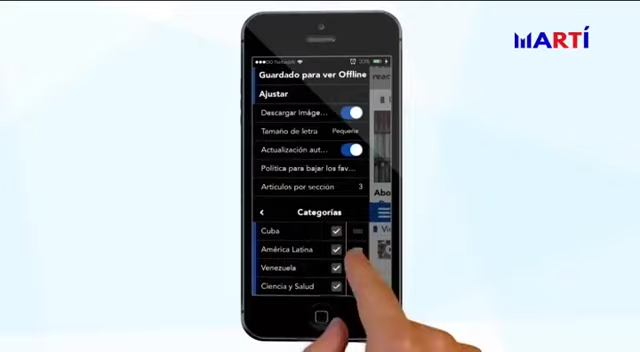 MARTÍ
Guardado para ver Offline
Ajustar
Descargar Imáge...
Tamaño de letra Pequeña
Actualización aut...
Política para bajar los fav...
Artículos por sección 3
Categorías
Cuba
América Latina
Venezuela
Ciencia y Salud